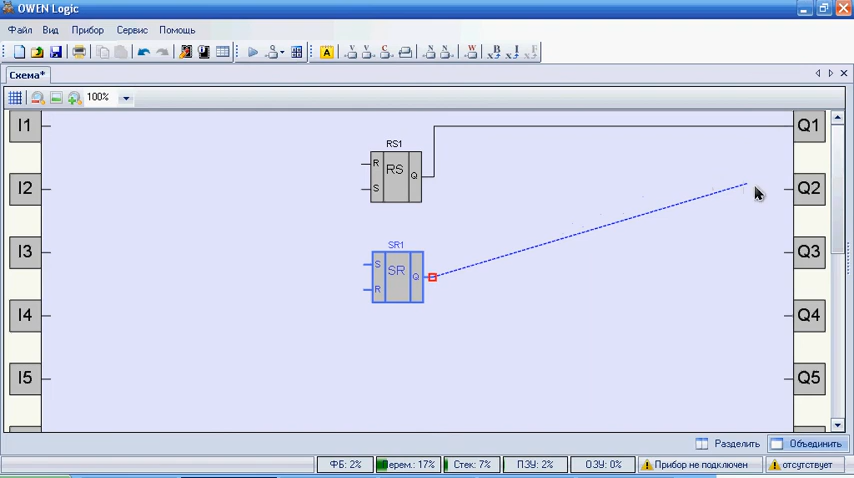 OWEN Logic
Файл Вид Прибор Сервис Помощь
Схема*
100%
I1
I2
I3
I4
I5
RS1
R
RS
S
Q
SR1
S
SR
Q
R
Q1
Q2
Q3
Q4
Q5
Разделить Объединить
ФБ: 2% Перем.: 17% Стек: 7% ПЗУ: 2% ОЗУ: 0% Прибор не подключен отсутствует